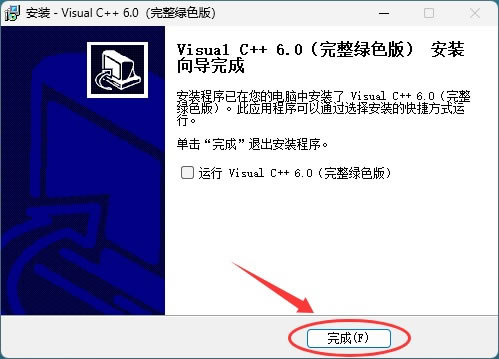 安装 - Visual C++ 6.0（完整绿色版）
Visual C++ 6.0（完整绿色版） 安装
向导完成
安装程序已在您的电脑中安装了 Visual C++ 6.0（完整
绿色版）。此应用程序可以通过选择安装的快捷方式运
行。
单击“完成”退出安装程序。
运行 Visual C++ 6.0（完整绿色版）
完成(F)